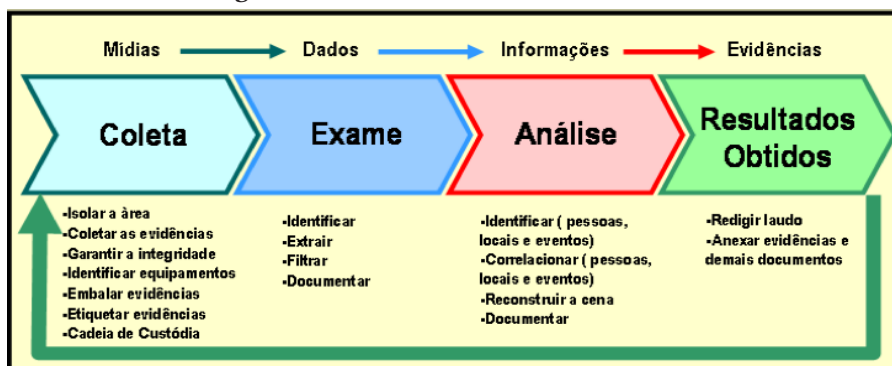 Mídias Dados Informações Evidências
Coleta
Exame
Análise
Resultados
Obtidos
-Isolar a àrea
-Coletar as evidências
-Garantir a integridade
-Identificar equipamentos
-Embalar evidências
-Etiquetar evidências
-Cadeia de Custódia
-Identificar
-Extrair
-Filtrar
-Documentar
-Identificar ( pessoas,
locais e eventos)
-Correlacionar ( pessoas,
locais e eventos)
-Reconstruir a cena
-Documentar
-Redigir laudo
-Anexar evidências e
demais documentos